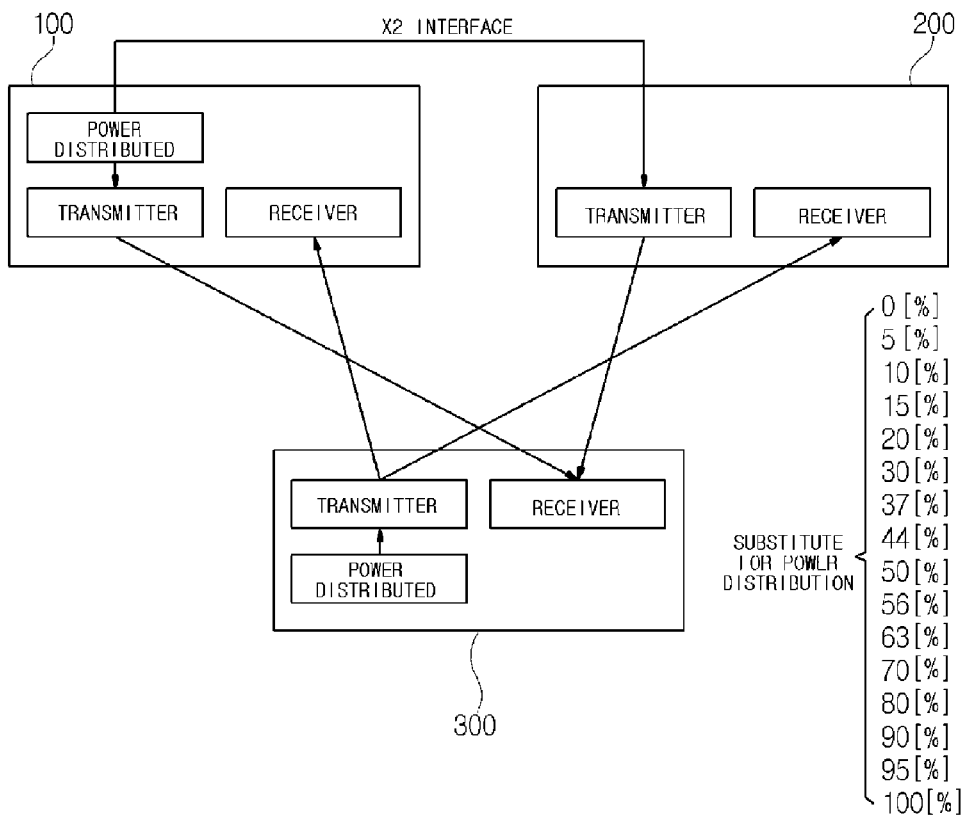 100
X2 INTERFACE
200
POWER
DISTRIBUTED
TRANSMITTER
RECEIVER
TRANSMITTER
RECEIVER
TRANSMITTER
RECEIVER
POWER
DISTRIBUTED
300
SUBSTITUTE
FOR POWER
DISTRIBUTION
0[%]
5[%]
10[%]
15[%]
20[%]
30[%]
37[%]
44[%]
50[%]
56[%]
63[%]
70[%]
80[%]
90[%]
95[%]
100[%]